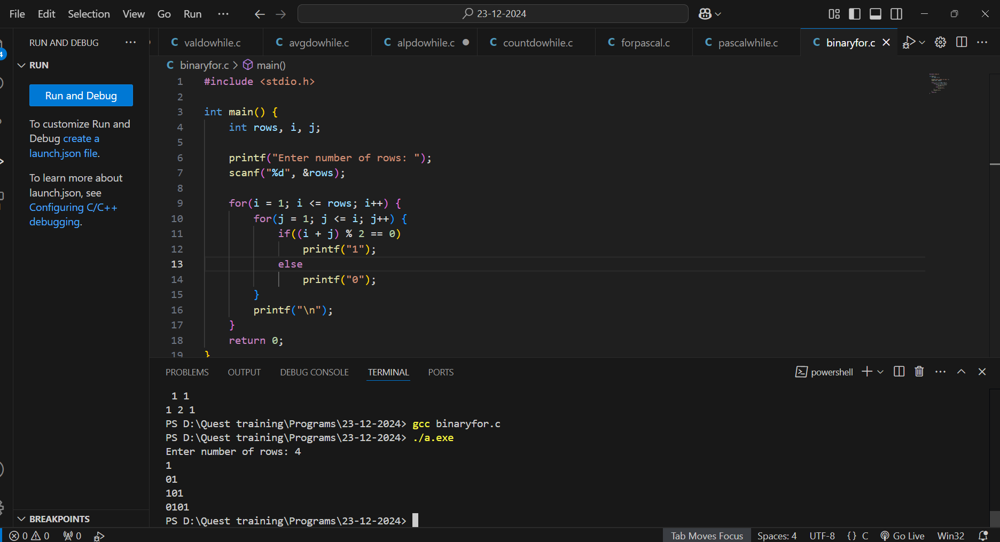 File Edit Selection View Go Run ··· 23-12-2024
RUN AND DEBUG ···
valdowhile.c avgdowhile.c alpdowhile.c countdowhile.c forpascal.c pascalwhile.c binaryfor.c
4
RUN
Run and Debug
To customize Run and
Debug create a
launch.json file.
To learn more about
launch.json, see
Configuring C/C++
debugging.
BREAKPOINTS
C binaryfor.c > main()
1 #include <stdio.h>
2
3 int main() {
4     int rows, i, j;
5
6     printf("Enter number of rows: ");
7     scanf("%d", &rows);
8
9     for(i = 1; i <= rows; i++) {
10         for(j = 1; j <= i; j++) {
11             if((i + j) % 2 == 0)
12                 printf("1");
13             else
14                 printf("0");
15         }
16         printf("\n");
17     }
18     return 0;
19 }
PROBLEMS OUTPUT DEBUG CONSOLE TERMINAL PORTS powershell
 1 1
1 2 1
PS D:\Quest training\Programs\23-12-2024> gcc binaryfor.c
PS D:\Quest training\Programs\23-12-2024> ./a.exe
Enter number of rows: 4
1
01
101
0101
PS D:\Quest training\Programs\23-12-2024>
0 0 0 Tab Moves Focus Spaces: 4 UTF-8 {} C Go Live Win32